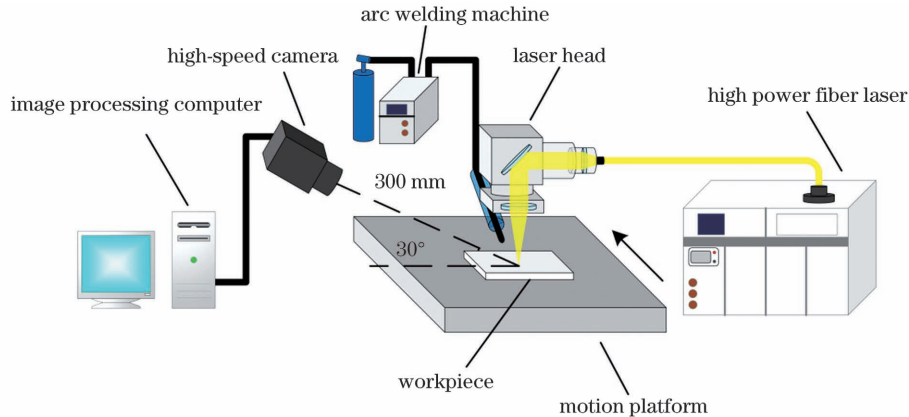 arc welding machine
high-speed camera
laser head
image processing computer
high power fiber laser
300 mm
30°
workpiece
motion platform